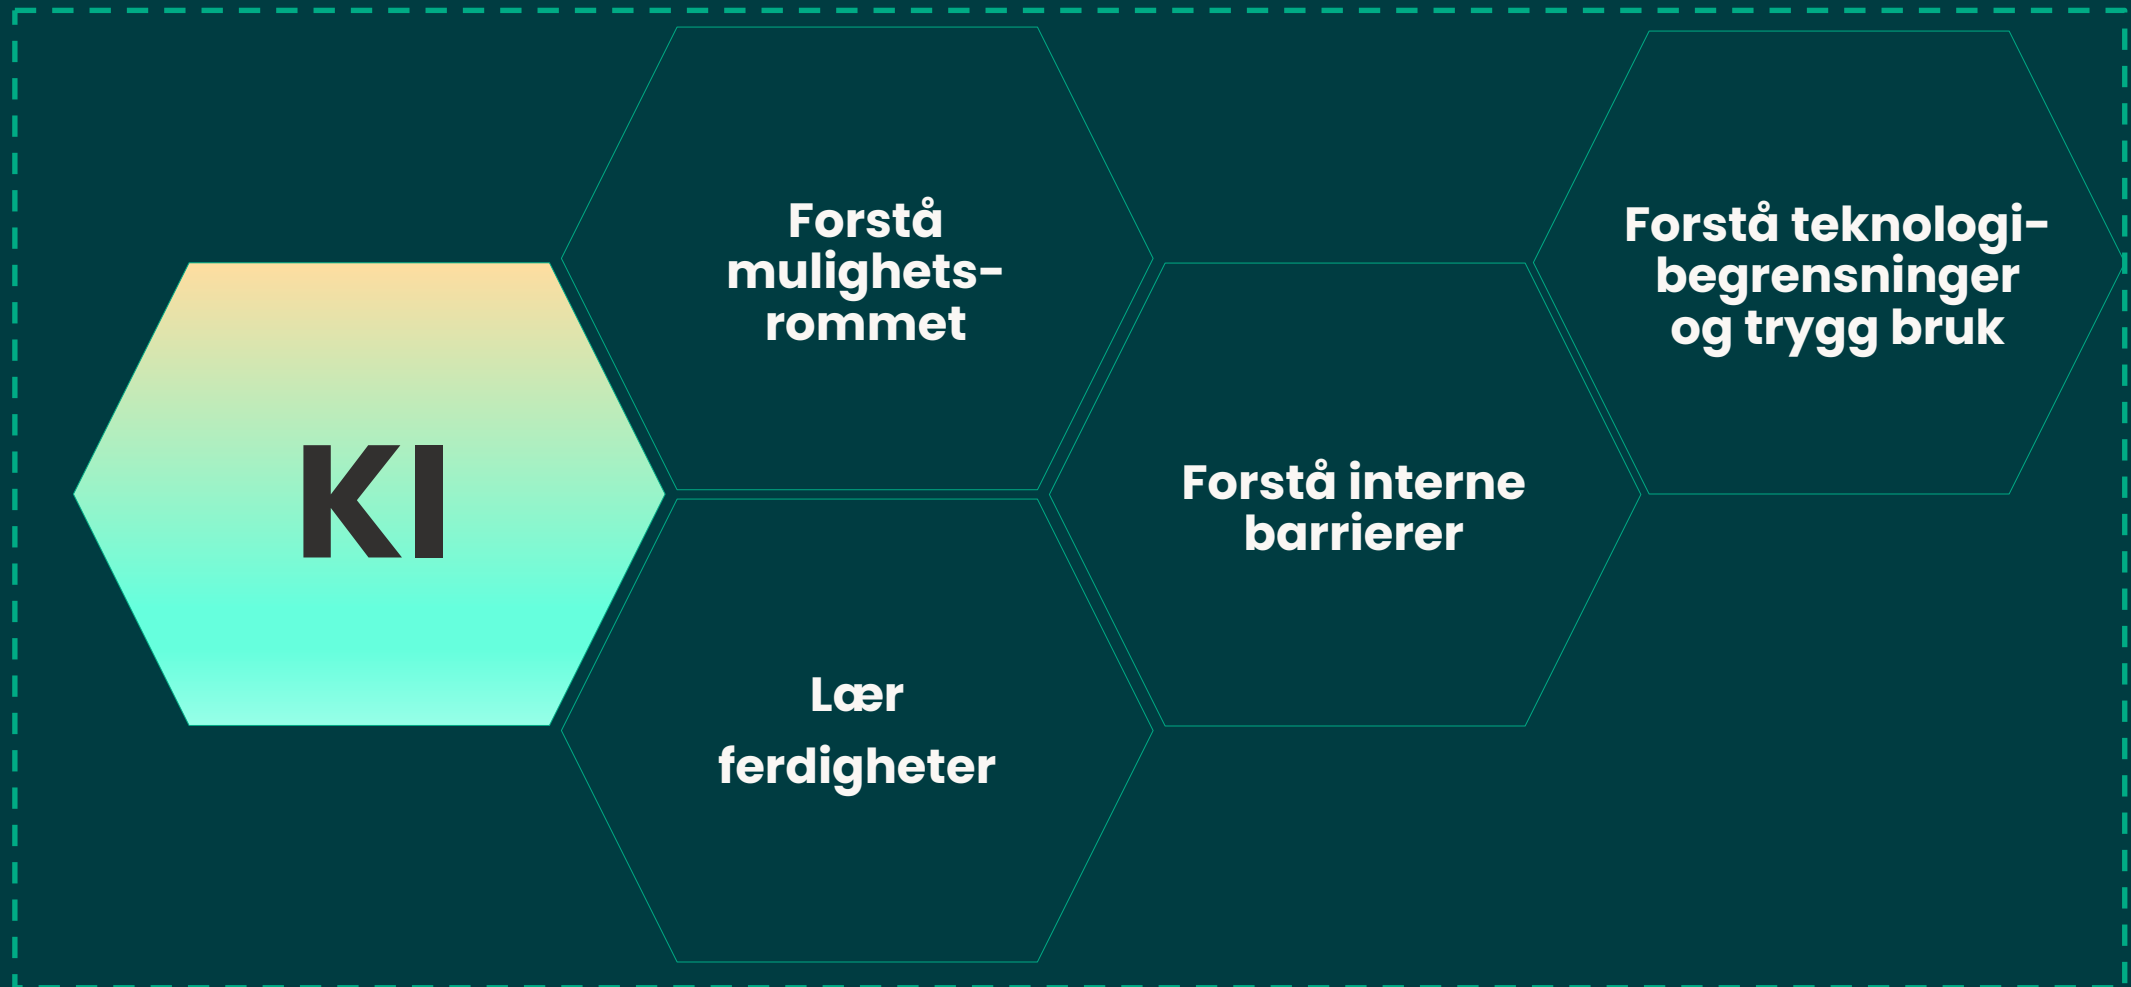 KI
Forstå
mulighets-
rommet
Lær
ferdigheter
Forstå interne
barrierer
Forstå teknologi-
begrensninger
og trygg bruk